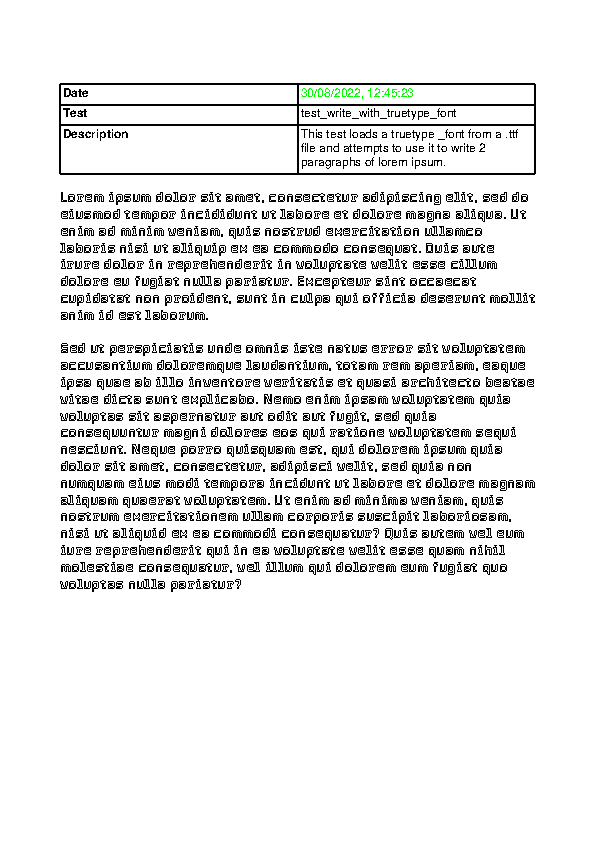 Date 30/08/2022, 12:45:23
Test test_write_with_truetype_font
Description This test loads a truetype _font from a .ttf
file and attempts to use it to write 2
paragraphs of lorem ipsum.
Lorem ipsum dolor sit amet, consectetur adipiscing elit, sed do
eiusmod tempor incididunt ut labore et dolore magna aliqua. Ut
enim ad minim veniam, quis nostrud exercitation ullamco
laboris nisi ut aliquip ex ea commodo consequat. Duis aute
irure dolor in reprehenderit in voluptate velit esse cillum
dolore eu fugiat nulla pariatur. Excepteur sint occaecat
cupidatat non proident, sunt in culpa qui officia deserunt mollit
anim id est laborum.
Sed ut perspiciatis unde omnis iste natus error sit voluptatem
accusantium doloremque laudantium, totam rem aperiam, eaque
ipsa quae ab illo inventore veritatis et quasi architecto beatae
vitae dicta sunt explicabo. Nemo enim ipsam voluptatem quia
voluptas sit aspernatur aut odit aut fugit, sed quia
consequuntur magni dolores eos qui ratione voluptatem sequi
nesciunt. Neque porro quisquam est, qui dolorem ipsum quia
dolor sit amet, consectetur, adipisci velit, sed quia non
numquam eius modi tempora incidunt ut labore et dolore magnam
aliquam quaerat voluptatem. Ut enim ad minima veniam, quis
nostrum exercitationem ullam corporis suscipit laboriosam,
nisi ut aliquid ex ea commodi consequatur? Quis autem vel eum
iure reprehenderit qui in ea voluptate velit esse quam nihil
molestiae consequatur, vel illum qui dolorem eum fugiat quo
voluptas nulla pariatur?